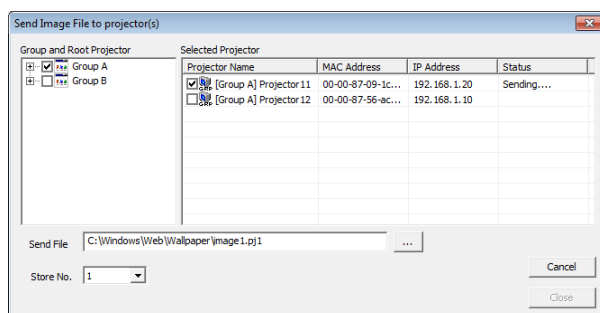 Send Image File to projector(s)
Group and Root Projector
Selected Projector
Group A
Group B
Projector Name MAC Address IP Address Status
[Group A] Projector11 00-00-87-09-1c... 192.168.1.20 Sending....
[Group A] Projector12 00-00-87-56-ac... 192.168.1.10
Send File C:\Windows\Web\Wallpaper\image1.pj1 ...
Store No. 1
Cancel
Close